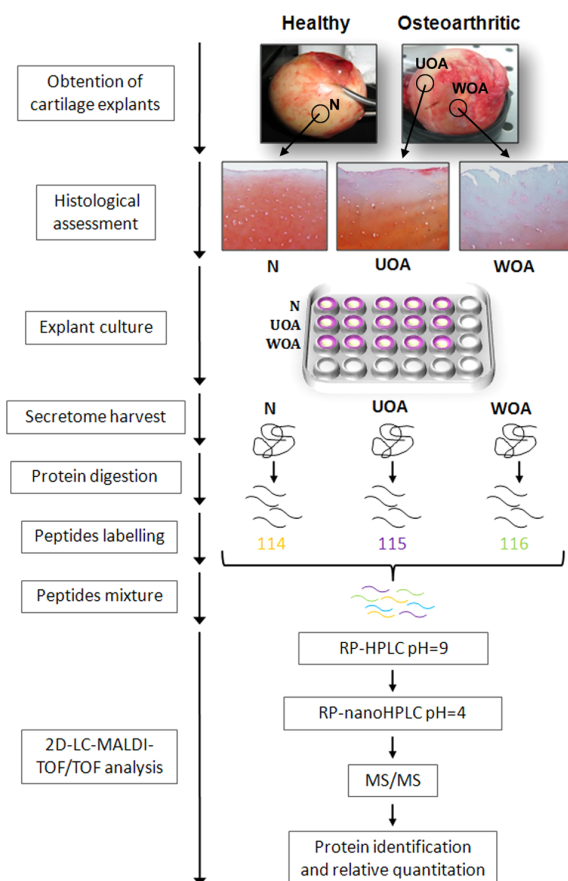 Healthy
Osteoarthritic
Obtention of
cartilage explants
N
UOA
WOA
Histological
assessment
N
UOA
WOA
Explant culture
N
UOA
WOA
Secretome harvest
N
UOA
WOA
Protein digestion
Peptides labelling
114
115
116
Peptides mixture
2D-LC-MALDI-
TOF/TOF analysis
RP-HPLC pH=9
RP-nanoHPLC pH=4
MS/MS
Protein identification
and relative quantitation